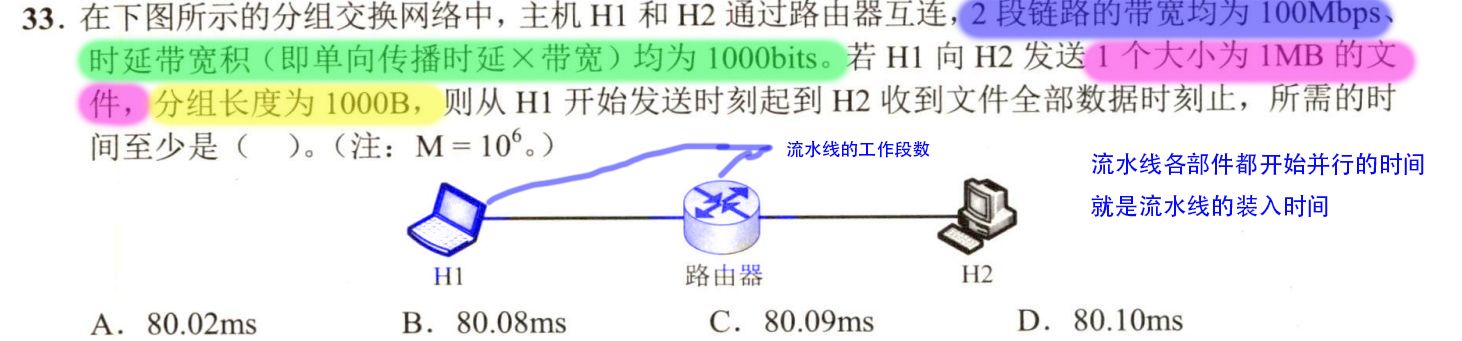 33. 在下图所示的分组交换网络中，主机 H1 和 H2 通过路由器互连，2 段链路的带宽均为 100Mbps、
时延带宽积（即单向传播时延×带宽）均为 1000bits。若 H1 向 H2 发送 1 个大小为 1MB 的文
件，分组长度为 1000B，则从 H1 开始发送时刻起到 H2 收到文件全部数据时刻止，所需的时
间至少是（ ）。（注：M = 10⁶。）
流水线的工作段数
流水线各部件都开始并行的时间
就是流水线的装入时间
H1 路由器 H2
A. 80.02ms B. 80.08ms C. 80.09ms D. 80.10ms